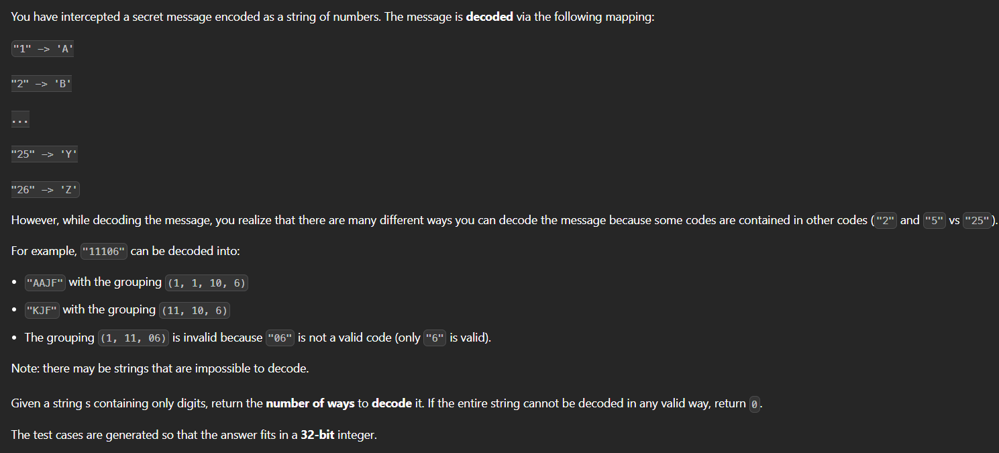 You have intercepted a secret message encoded as a string of numbers. The message is decoded via the following mapping:
"1" -> 'A'
"2" -> 'B'
...
"25" -> 'Y'
"26" -> 'Z'
However, while decoding the message, you realize that there are many different ways you can decode the message because some codes are contained in other codes ("2" and "5" vs "25").
For example, "11106" can be decoded into:
• "AAJF" with the grouping (1, 1, 10, 6)
• "KJF" with the grouping (11, 10, 6)
• The grouping (1, 11, 06) is invalid because "06" is not a valid code (only "6" is valid).
Note: there may be strings that are impossible to decode.
Given a string s containing only digits, return the number of ways to decode it. If the entire string cannot be decoded in any valid way, return 0.
The test cases are generated so that the answer fits in a 32-bit integer.